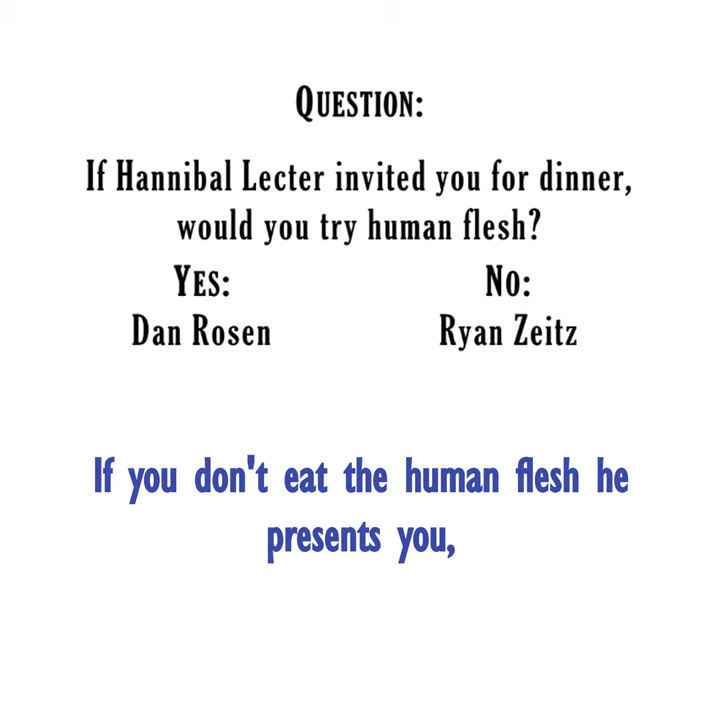 QUESTION:
If Hannibal Lecter invited you for dinner,
would you try human flesh?
YES: NO:
Dan Rosen Ryan Zeitz
If you don't eat the human flesh he
presents you,